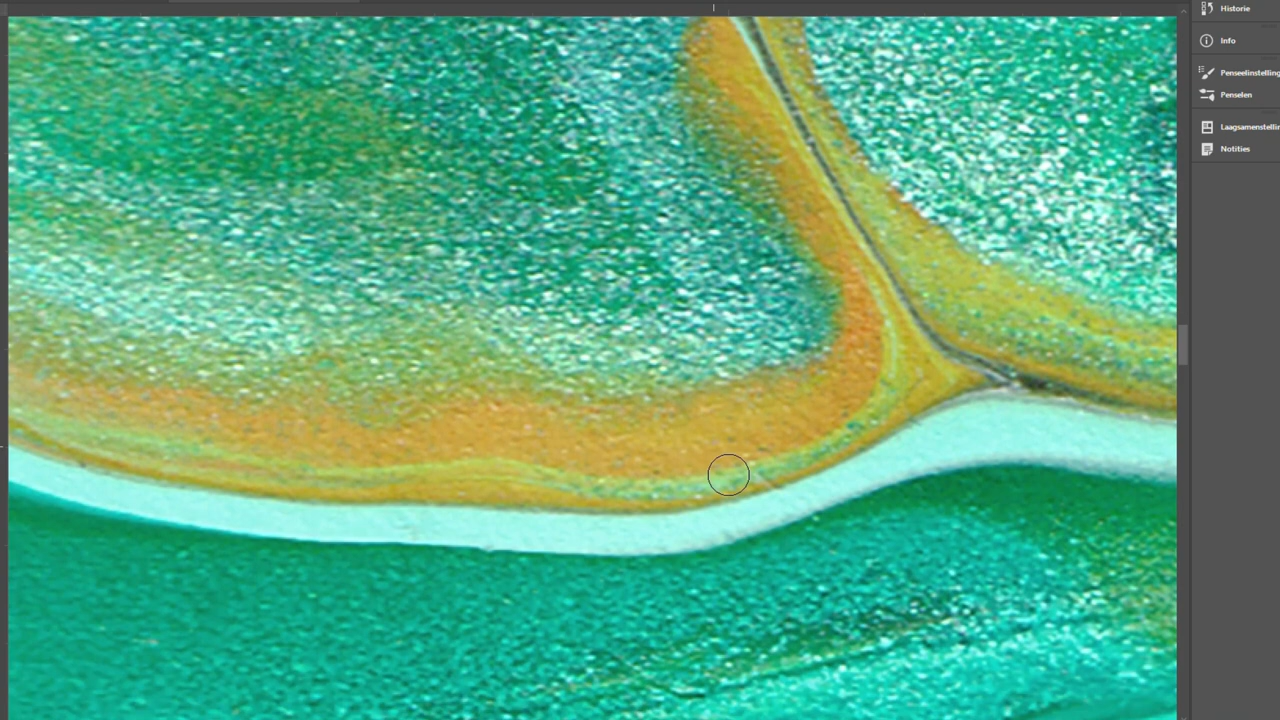 Historie
Info
Penseelinstelling
Penselen
Laagsamenstellin
Notities